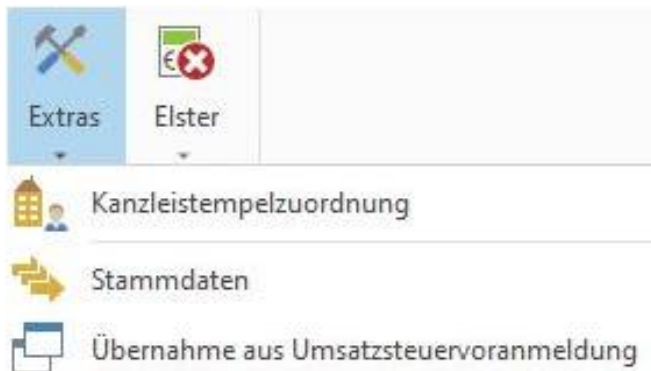 Extras Elster
Kanzleistempelzuordnung
Stammdaten
Übernahme aus Umsatzsteuervoranmeldung